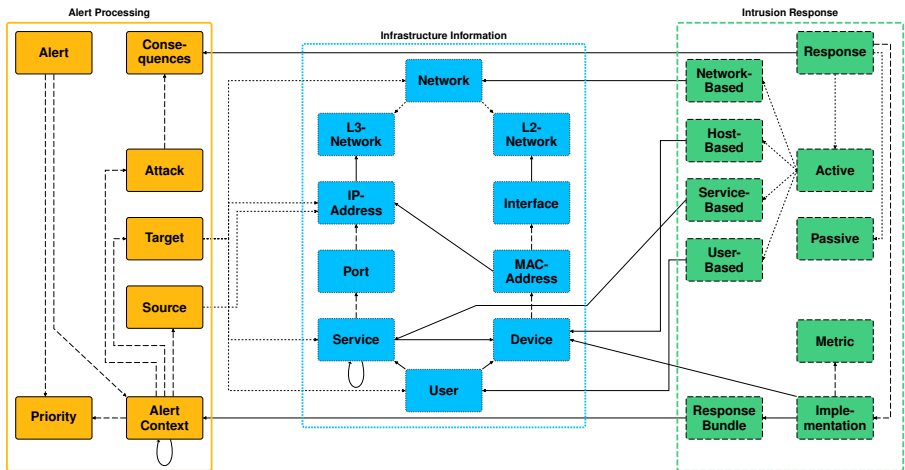 Alert Processing
Infrastructure Information
Intrusion Response
Alert
Conse-
quences
Attack
Target
Source
Priority
Alert
Context
Network
L3-
Network
L2-
Network
IP-
Address
Interface
Port
MAC-
Address
Service
Device
User
Response
Network-
Based
Host-
Based
Active
Service-
Based
Passive
User-
Based
Metric
Response
Bundle
Imple-
mentation